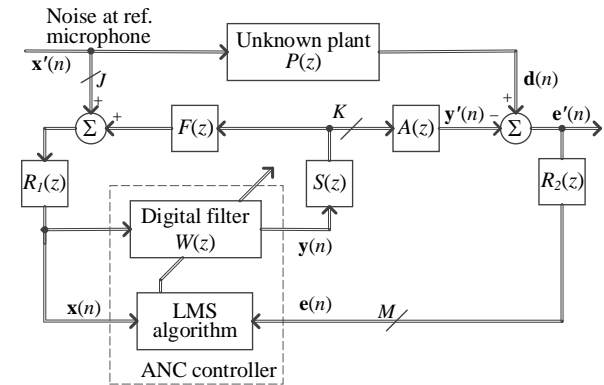 Noise at ref.
microphone
x'(n)
J
Unknown plant
P(z)
d(n)
+
+
Σ
+
F(z)
K
A(z)
y'(n)
−
+
Σ
e'(n)
R1(z)
S(z)
R2(z)
Digital filter
W(z)
y(n)
x(n)
LMS
algorithm
e(n)
M
ANC controller